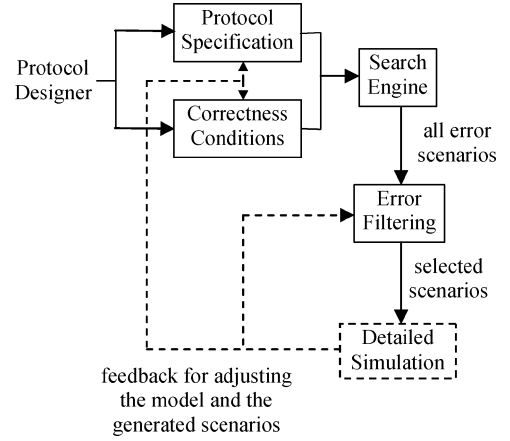 Protocol
Specification
Protocol
Designer
Search
Engine
Correctness
Conditions
all error
scenarios
Error
Filtering
selected
scenarios
Detailed
Simulation
feedback for adjusting
the model and the
generated scenarios